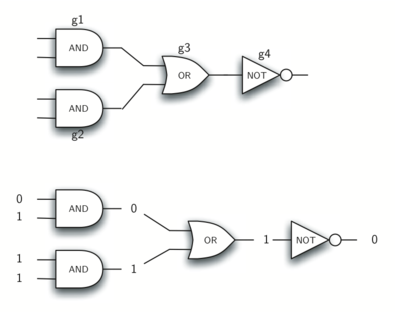 g1
AND
g3
OR
g4
NOT
AND
g2
0
1
AND
0
OR
1
NOT
0
1
1
AND
1